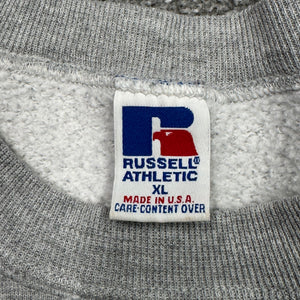 RUSSELL®
ATHLETIC
XL
MADE IN U.S.A.
CARE-CONTENT OVER